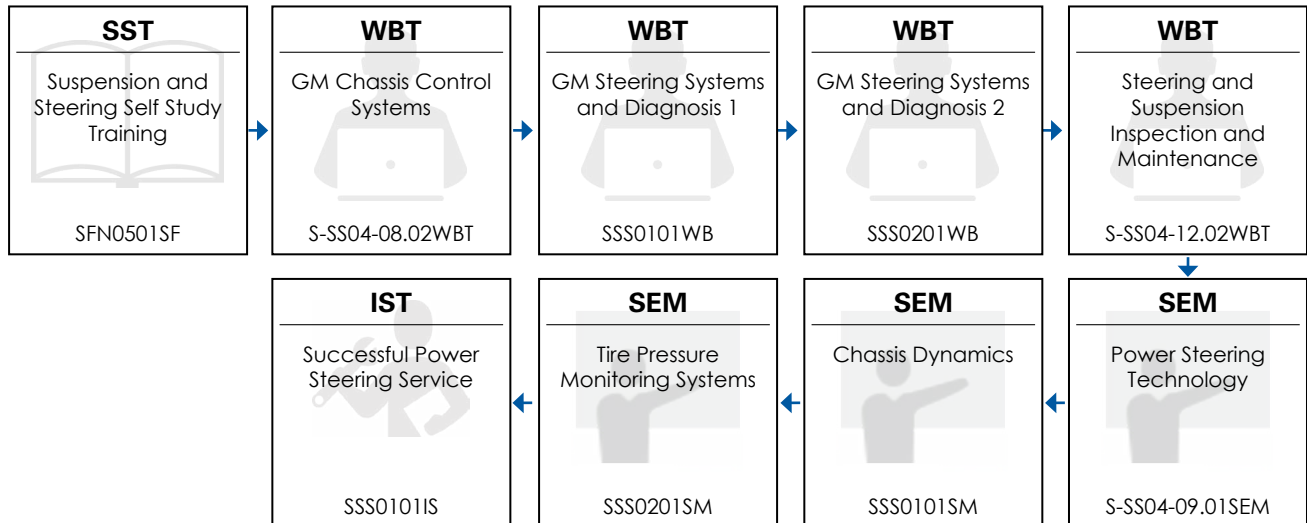 SST
Suspension and
Steering Self Study
Training
SFN0501SF
WBT
GM Chassis Control
Systems
S-SS04-08.02WBT
WBT
GM Steering Systems
and Diagnosis 1
SSS0101WB
WBT
GM Steering Systems
and Diagnosis 2
SSS0201WB
WBT
Steering and
Suspension
Inspection and
Maintenance
S-SS04-12.02WBT
SEM
Power Steering
Technology
S-SS04-09.01SEM
SEM
Chassis Dynamics
SSS0101SM
SEM
Tire Pressure
Monitoring Systems
SSS0201SM
IST
Successful Power
Steering Service
SSS0101IS